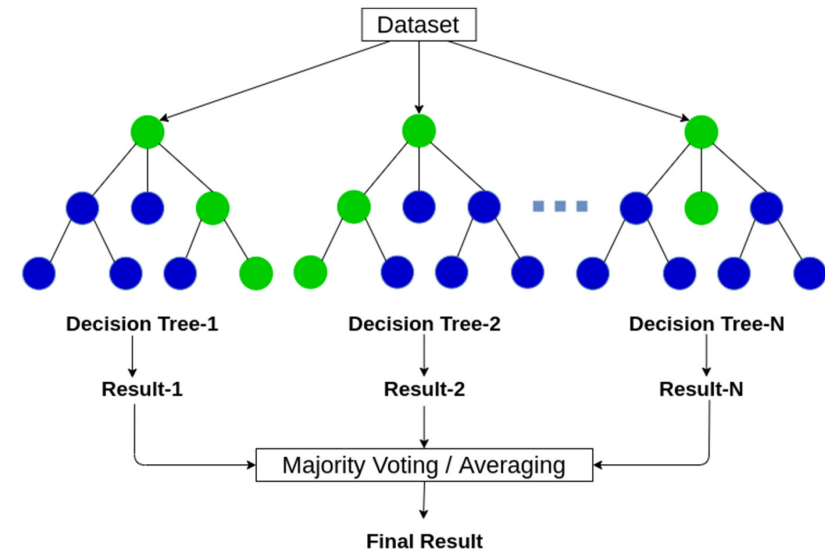 Dataset
Decision Tree-1
Decision Tree-2
Decision Tree-N
Result-1
Result-2
Result-N
Majority Voting / Averaging
Final Result